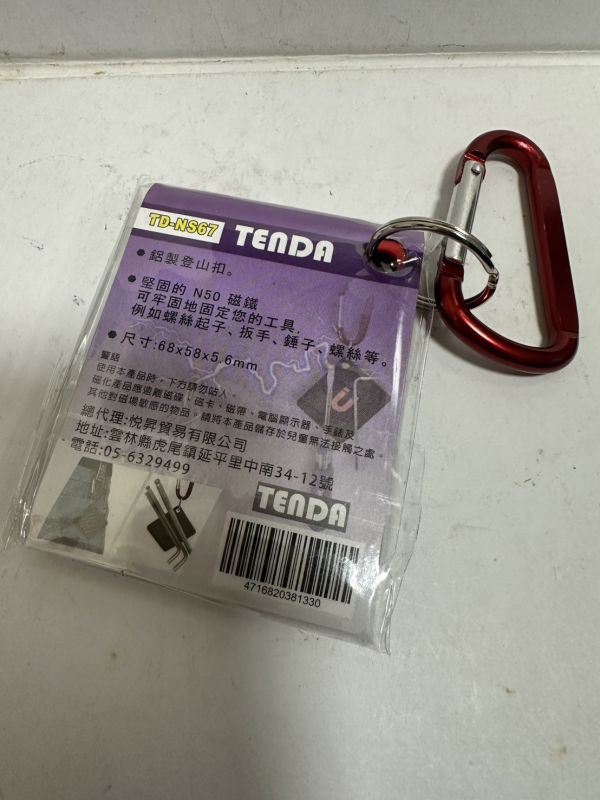 TD-NS67 TENDA
• 鋁製登山扣。
• 堅固的 N50 磁鐵
可牢固地固定您的工具,
例如螺絲起子、扳手、錘子、螺絲等。
• 尺寸:68x58x5.6mm
警語
使用本產品時,下方請勿站人。
磁化產品應遠離磁碟、磁卡、磁帶、電腦顯示器、手錶及
其他對磁場敏感的物品。請將本產品儲存於兒童無法接觸之處。
總代理:悅昇貿易有限公司
地址:雲林縣虎尾鎮延平里中南34-12號
電話:05-6329499
TENDA
4716820381330